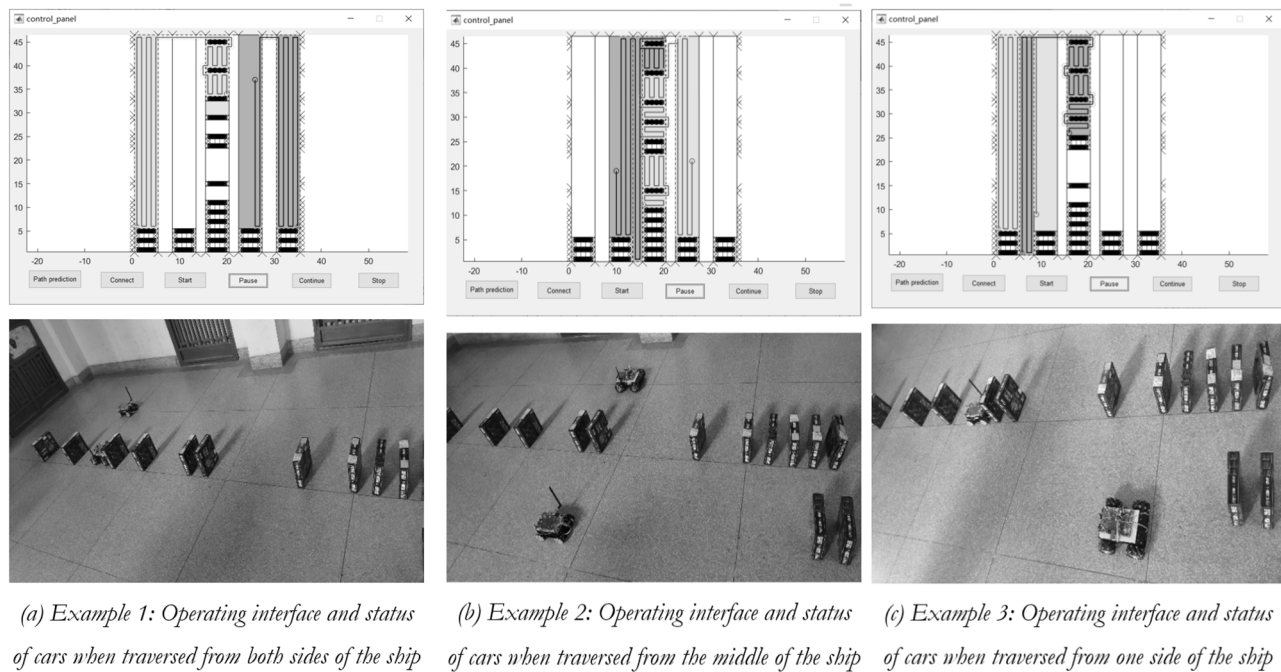 control_panel
45
40
35
30
25
20
15
10
5
-20 -10 0 10 20 30 40 50
Path prediction Connect Start Pause Continue Stop
control_panel
45
40
35
30
25
20
15
10
5
-20 -10 0 10 20 30 40 50
Path prediction Connect Start Pause Continue Stop
control_panel
45
40
35
30
25
20
15
10
5
-20 -10 0 10 20 30 40 50
Path prediction Connect Start Pause Continue Stop
(a) Example 1: Operating interface and status
of cars when traversed from both sides of the ship
(b) Example 2: Operating interface and status
of cars when traversed from the middle of the ship
(c) Example 3: Operating interface and status
of cars when traversed from one side of the ship